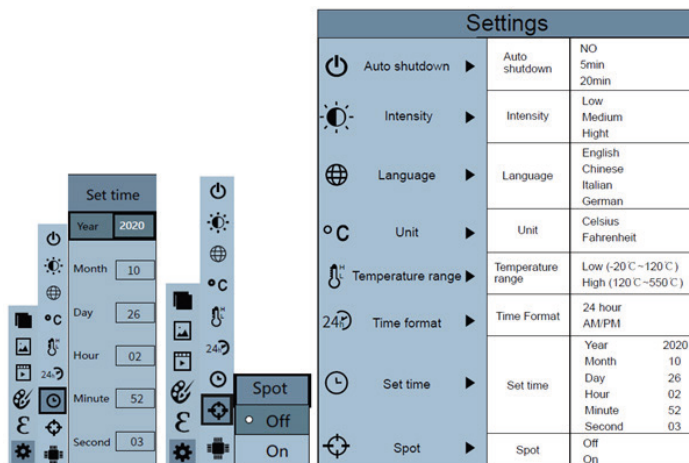 Set time
Year 2020
Month 10
Day 26
Hour 02
Minute 52
Second 03
°C
H
L
24h
ε
°C
H
L
24h
ε
Spot
Off
On
Settings
Auto shutdown
Auto shutdown
NO
5min
20min
Intensity
Intensity
Low
Medium
Hight
Language
Language
English
Chinese
Italian
German
°C Unit
Unit
Celsius
Fahrenheit
H
L
Temperature range
Temperature range
Low (-20℃~120℃)
High (120℃~550℃)
24h Time format
Time Format
24 hour
AM/PM
Set time
Set time
Year 2020
Month 10
Day 26
Hour 02
Minute 52
Second 03
Spot
Spot
Off
On